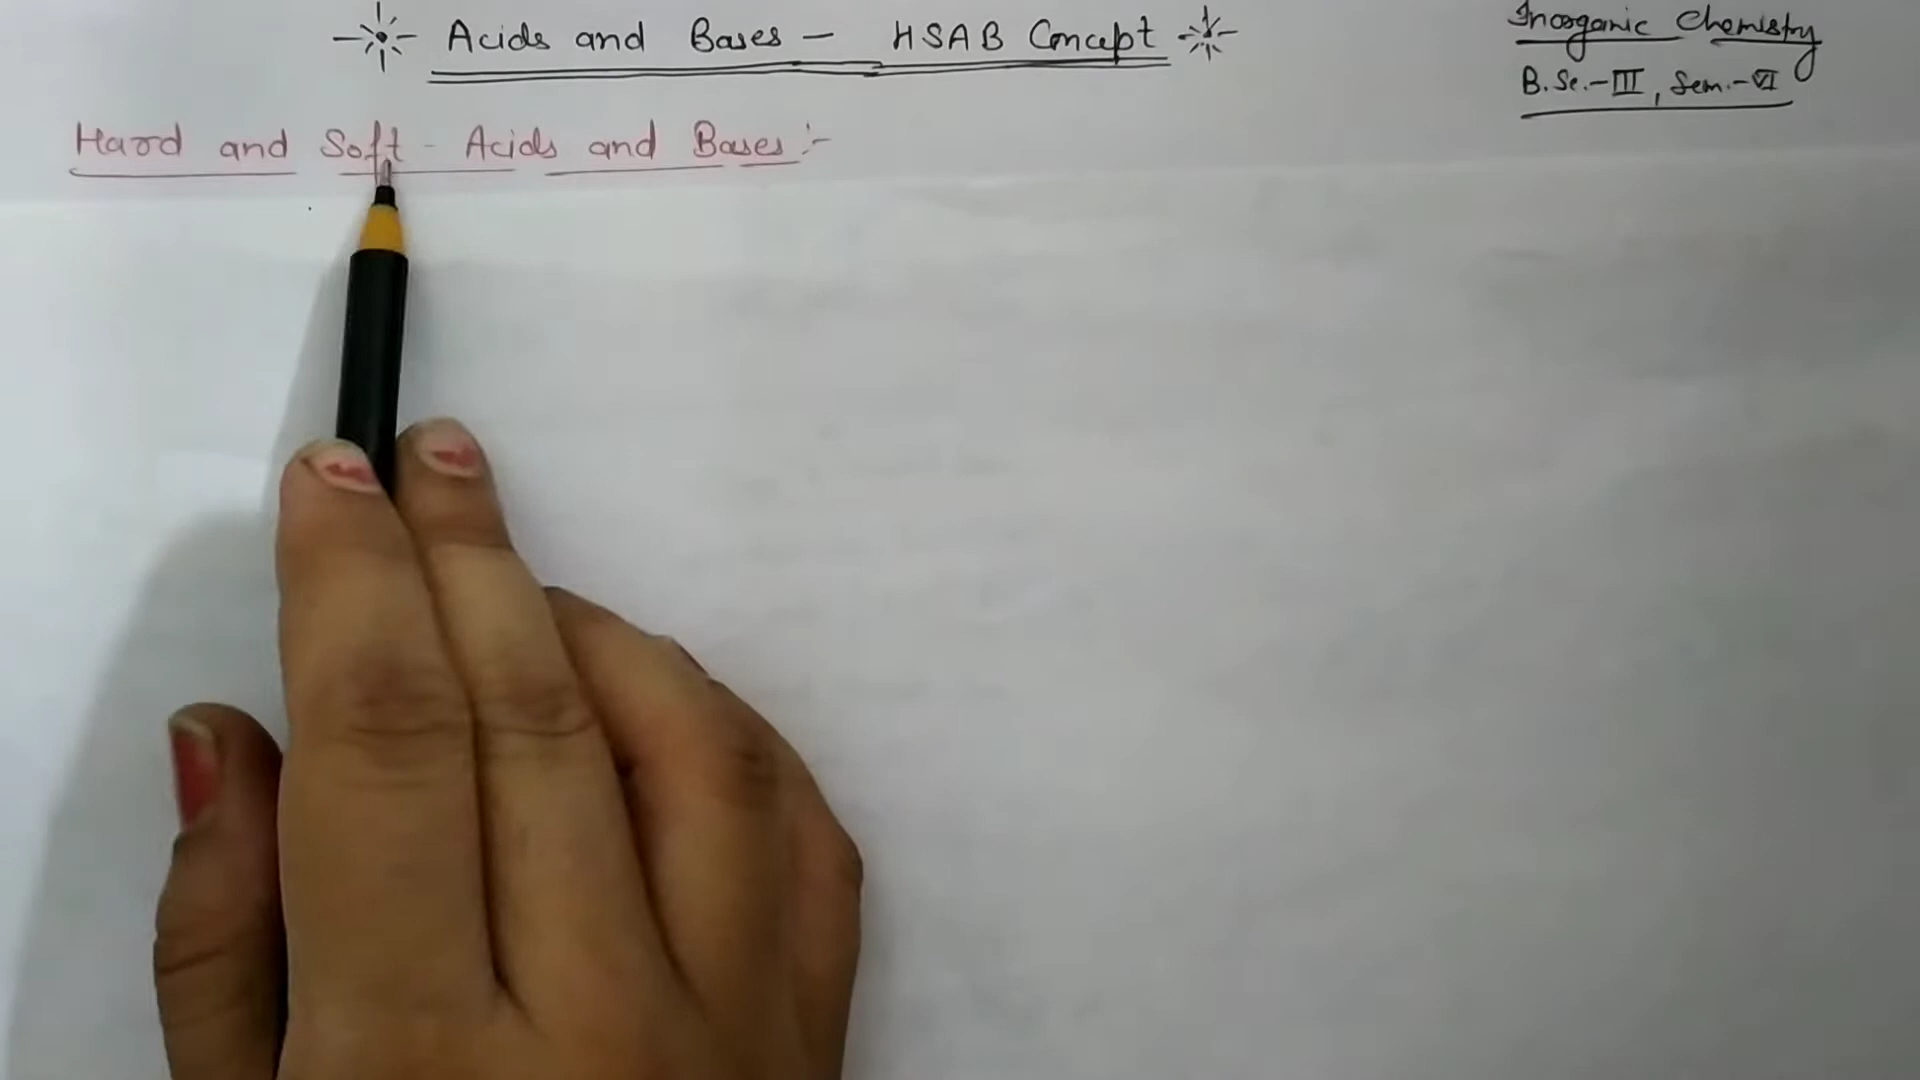 Acids and Bases - HSAB Concept
Inorganic Chemistry
B.Sc.-III, Sem.-VI
Hard and Soft - Acids and Bases :-